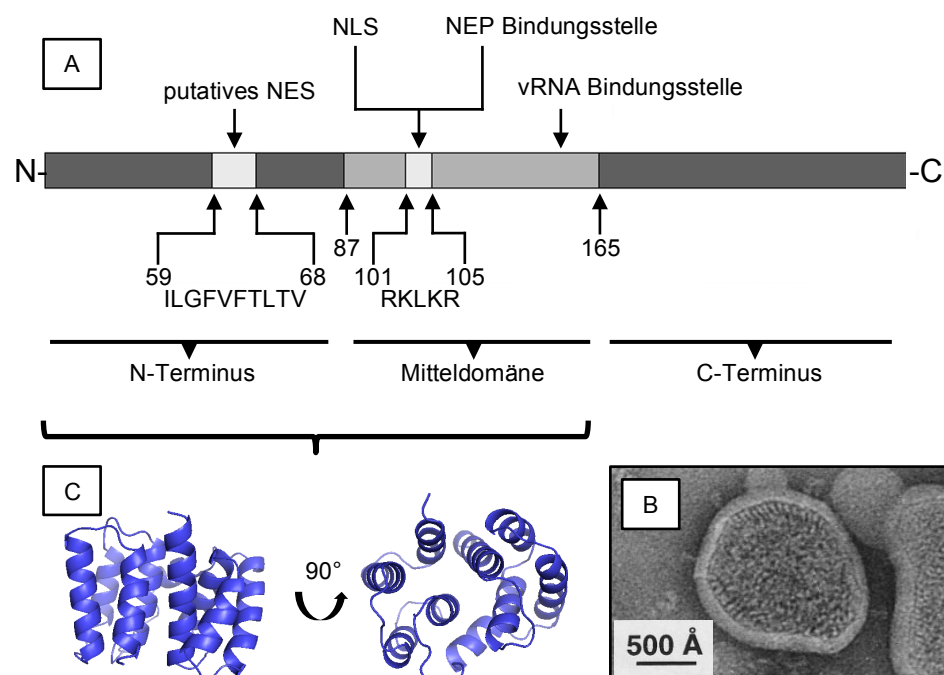 A
NLS
NEP Bindungsstelle
putatives NES
vRNA Bindungsstelle
N-
-C
87
165
59
68
101
105
ILGFVFTLTV
RKLKR
N-Terminus
Mitteldomäne
C-Terminus
C
B
90°
500 Å